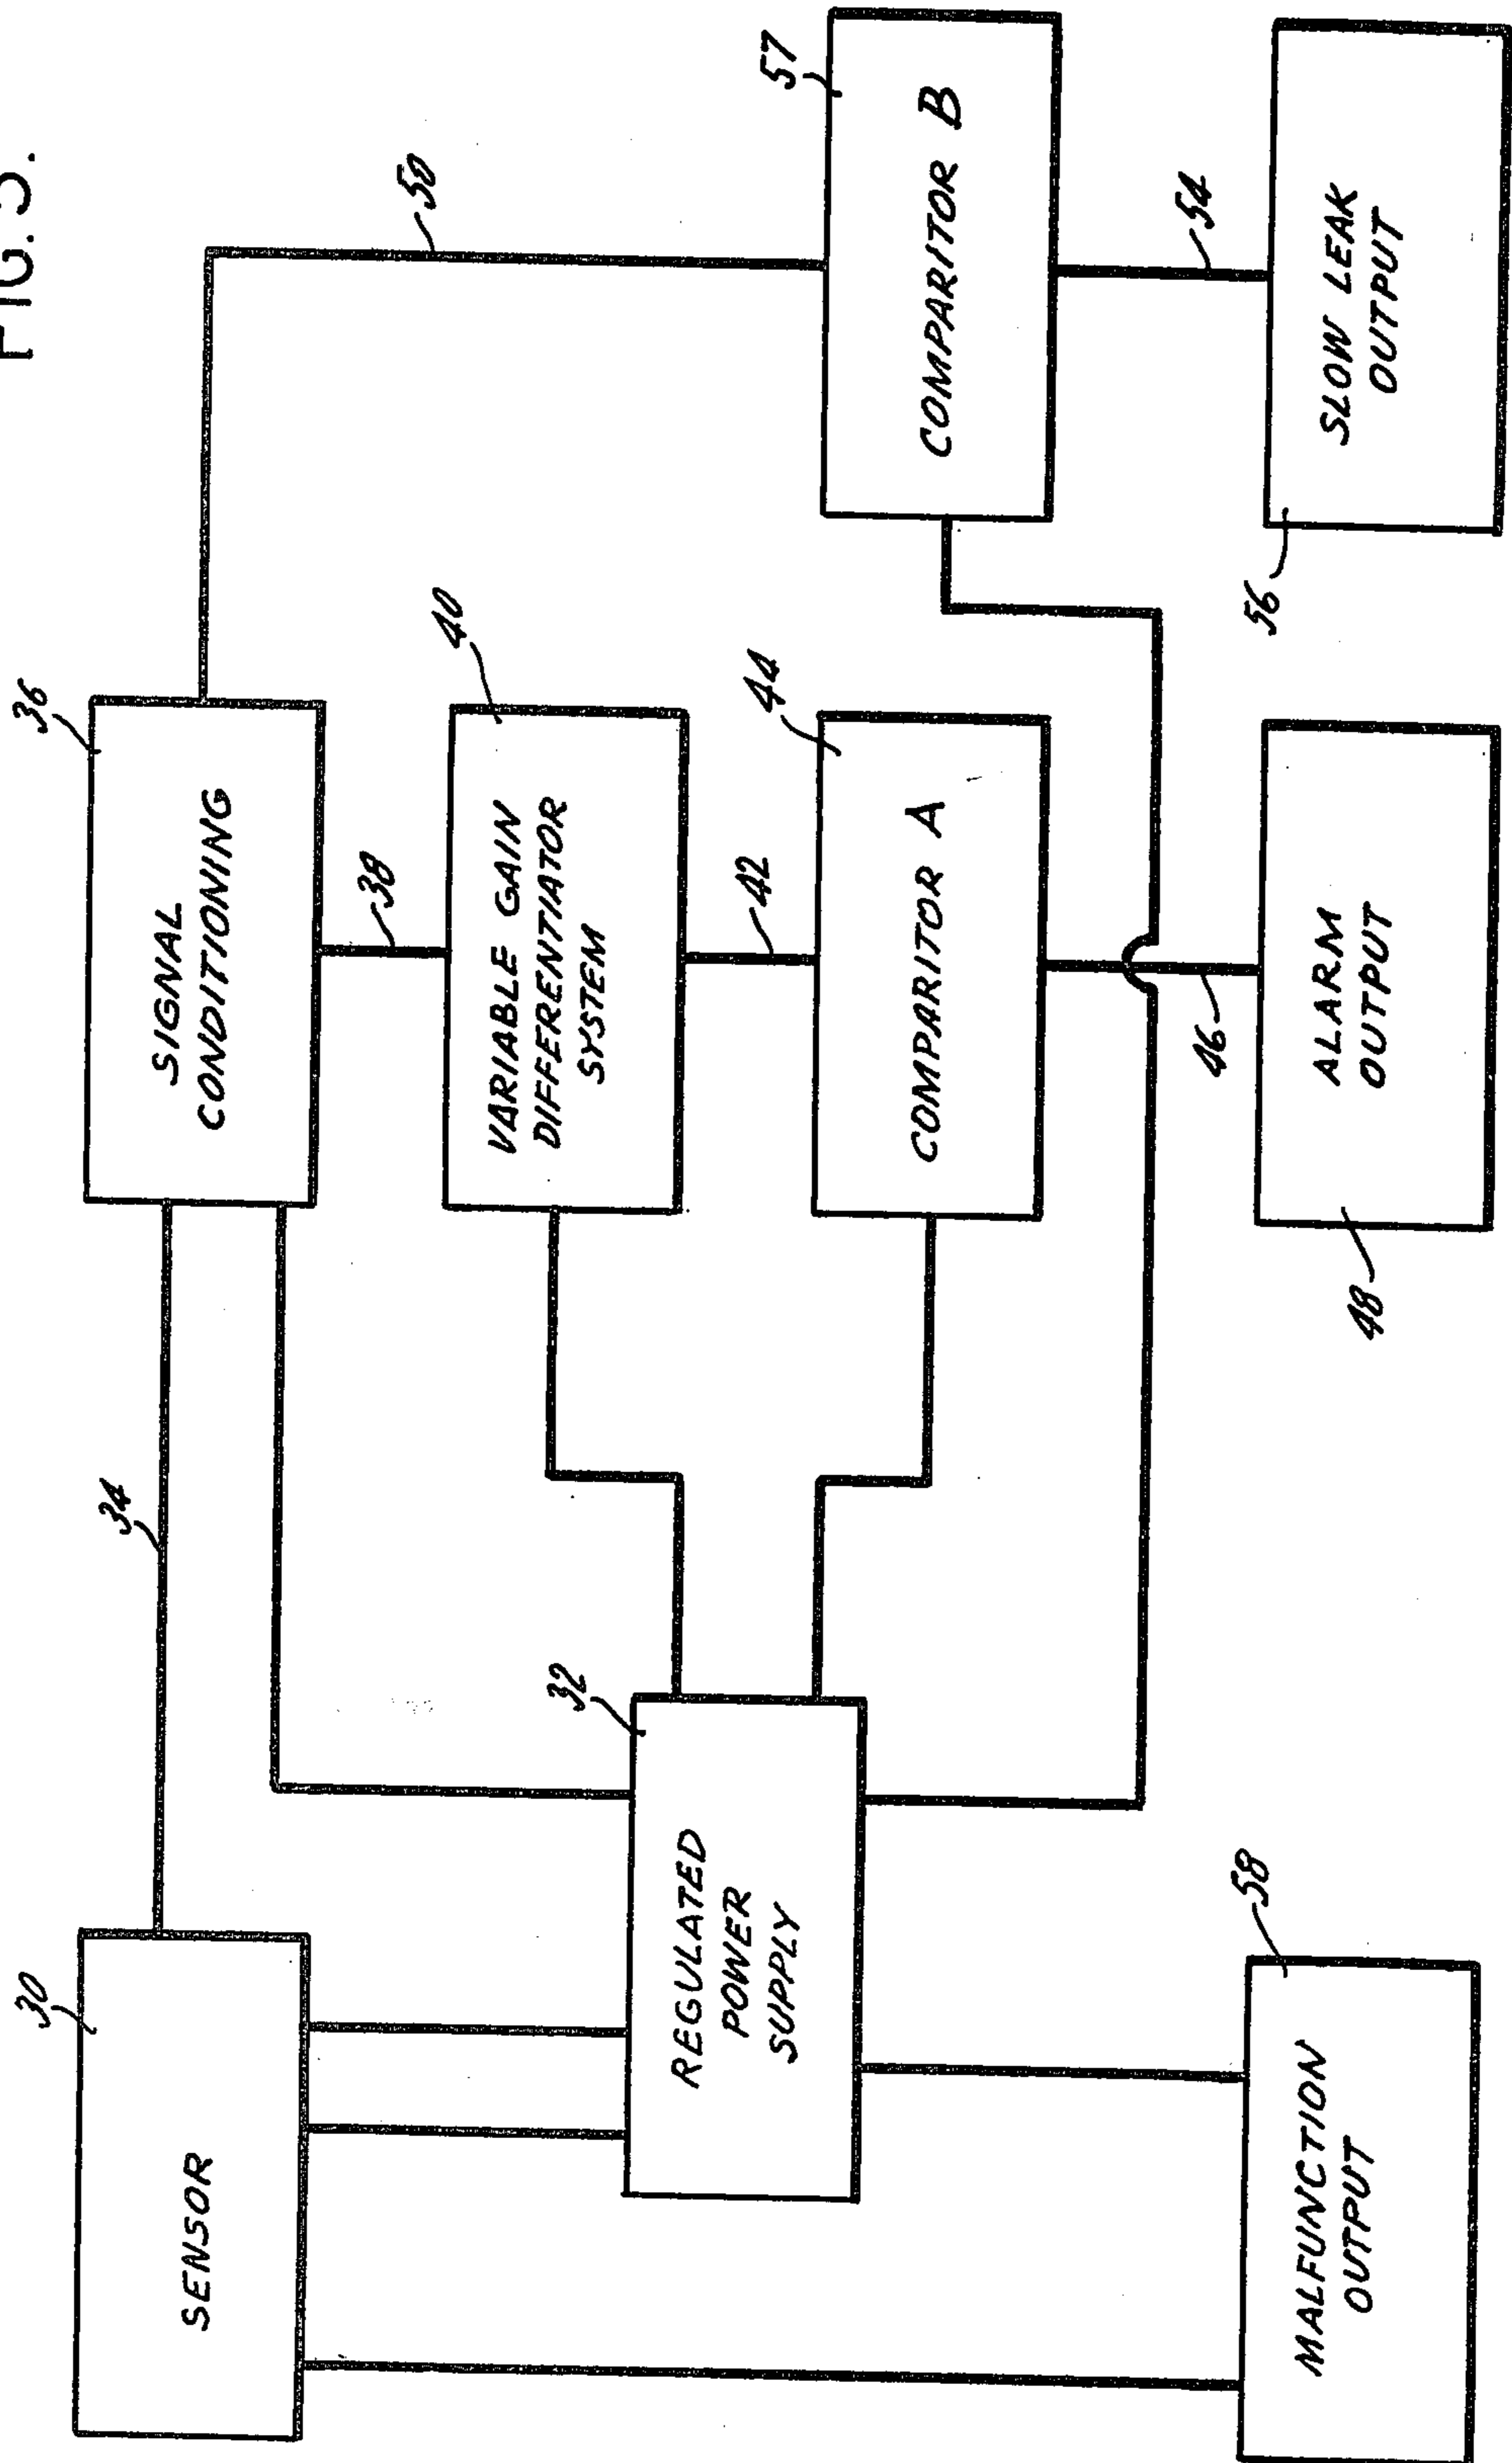 FIG.
30
SENSOR
34
36
SIGNAL
CONDITIONING
50
38
40
VARIABLE GAIN
DIFFERENTIATOR
SYSTEM
32
REGULATED
POWER
SUPPLY
42
44
COMPARITOR A
57
COMPARITOR B
46
54
58
MALFUNCTION
OUTPUT
48
ALARM
OUTPUT
56
SLOW LEAK
OUTPUT